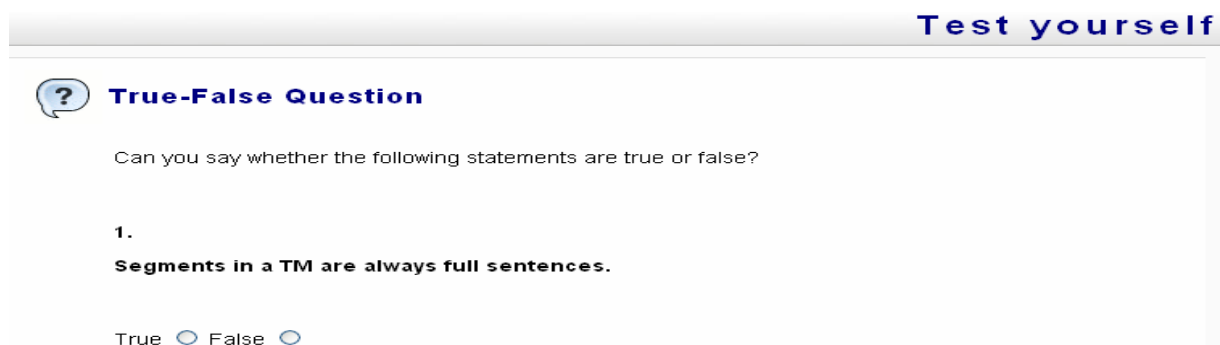 Test yourself
? True-False Question
Can you say whether the following statements are true or false?
1.
Segments in a TM are always full sentences.
True False